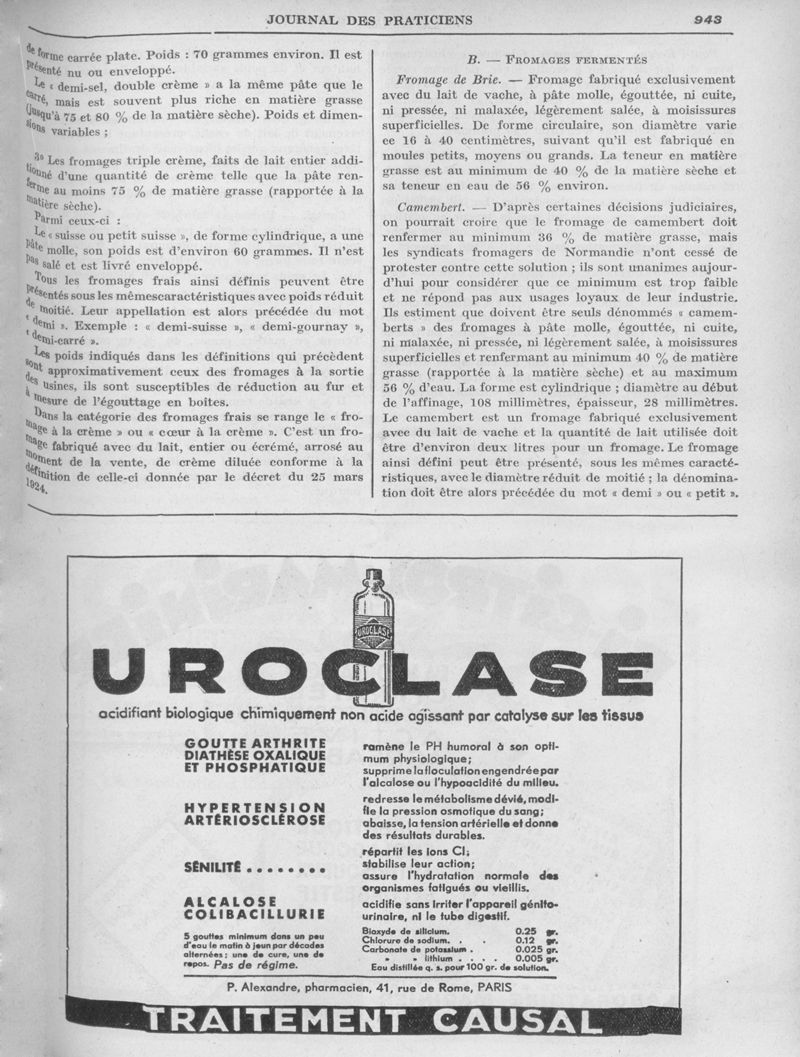 JOURNAL DES PRATICIENS
943
de forme carrée plate. Poids : 70 grammes environ. Il est
présenté nu ou enveloppé.
Le « demi-sel, double crème » a la même pâte que le
carré, mais est souvent plus riche en matière grasse
(jusqu'à 75 et 80 % de la matière sèche). Poids et dimen-
sions variables ;
3º Les fromages triple crème, faits de lait entier addi-
tionné d'une quantité de crème telle que la pâte ren-
ferme au moins 75 % de matière grasse (rapportée à la
matière sèche).
Parmi ceux-ci :
Le « suisse ou petit suisse », de forme cylindrique, a une
pâte molle, son poids est d'environ 60 grammes. Il n'est
pas salé et est livré enveloppé.
Tous les fromages frais ainsi définis peuvent être
présentés sous les mêmescaractéristiques avec poids réduit
de moitié. Leur appellation est alors précédée du mot
« demi ». Exemple : « demi-suisse », « demi-gournay »,
« demi-carré ».
Les poids indiqués dans les définitions qui précèdent
sont approximativement ceux des fromages à la sortie
des usines, ils sont susceptibles de réduction au fur et
à mesure de l'égouttage en boîtes.
Dans la catégorie des fromages frais se range le « fro-
mage à la crème » ou « cœur à la crème ». C'est un fro-
mage fabriqué avec du lait, entier ou écrémé, arrosé au
moment de la vente, de crème diluée conforme à la
définition de celle-ci donnée par le décret du 25 mars
1924.
B. — FROMAGES FERMENTÉS
Fromage de Brie. — Fromage fabriqué exclusivement
avec du lait de vache, à pâte molle, égouttée, ni cuite,
ni pressée, ni malaxée, légèrement salée, à moisissures
superficielles. De forme circulaire, son diamètre varie
ee 16 à 40 centimètres, suivant qu'il est fabriqué en
moules petits, moyens ou grands. La teneur en matière
grasse est au minimum de 40 % de la matière sèche et
sa teneur en eau de 56 % environ.
Camembert. — D'après certaines décisions judiciaires,
on pourrait croire que le fromage de camembert doit
renfermer au minimum 36 % de matière grasse, mais
les syndicats fromagers de Normandie n'ont cessé de
protester contre cette solution ; ils sont unanimes aujour-
d'hui pour considérer que ce minimum est trop faible
et ne répond pas aux usages loyaux de leur industrie.
Ils estiment que doivent être seuls dénommés « camem-
berts » des fromages à pâte molle, égouttée, ni cuite,
ni malaxée, ni pressée, ni légèrement salée, à moisissures
superficielles et renfermant au minimum 40 % de matière
grasse (rapportée à la matière sèche) et au maximum
56 % d'eau. La forme est cylindrique ; diamètre au début
de l'affinage, 108 millimètres, épaisseur, 28 millimètres.
Le camembert est un fromage fabriqué exclusivement
avec du lait de vache et la quantité de lait utilisée doit
être d'environ deux litres pour un fromage. Le fromage
ainsi défini peut être présenté, sous les mêmes caracté-
ristiques, avec le diamètre réduit de moitié ; la dénomina-
tion doit être alors précédée du mot « demi » ou « petit ».
UROCLASE
UROCLASE
acidifiant biologique chimiquement non acide agissant par catalyse sur les tissus
GOUTTE ARTHRITE
DIATHÈSE OXALIQUE
ET PHOSPHATIQUE
ramène le PH humoral à son opti-
mum physiologique;
supprime la floculation engendrée par
l'alcalose ou l'hypoacidité du milieu.
HYPERTENSION
ARTÉRIOSCLÉROSE
redresse le métabolisme dévié, modi-
fie la pression osmotique du sang;
abaisse, la tension artérielle et donne
des résultats durables.
SÉNILITÉ ........
répartit les ions Cl;
stabilise leur action;
assure l'hydratation normale des
organismes fatigués ou vieillis.
ALCALOSE
COLIBACILLURIE
acidifie sans irriter l'appareil génito-
urinaire, ni le tube digestif.
5 gouttes minimum dans un peu
d'eau le matin à jeun par décades
alternées ; une de cure, une de
repos. Pas de régime.
Bioxyde de silicium. 0.25 gr.
Chlorure de sodium. . . 0.12 gr.
Carbonate de potassium . 0.025 gr.
» » lithium . . . . 0.005 gr.
Eau distillée q. s. pour 100 gr. de solution.
P. Alexandre, pharmacien, 41, rue de Rome, PARIS
TRAITEMENT CAUSAL